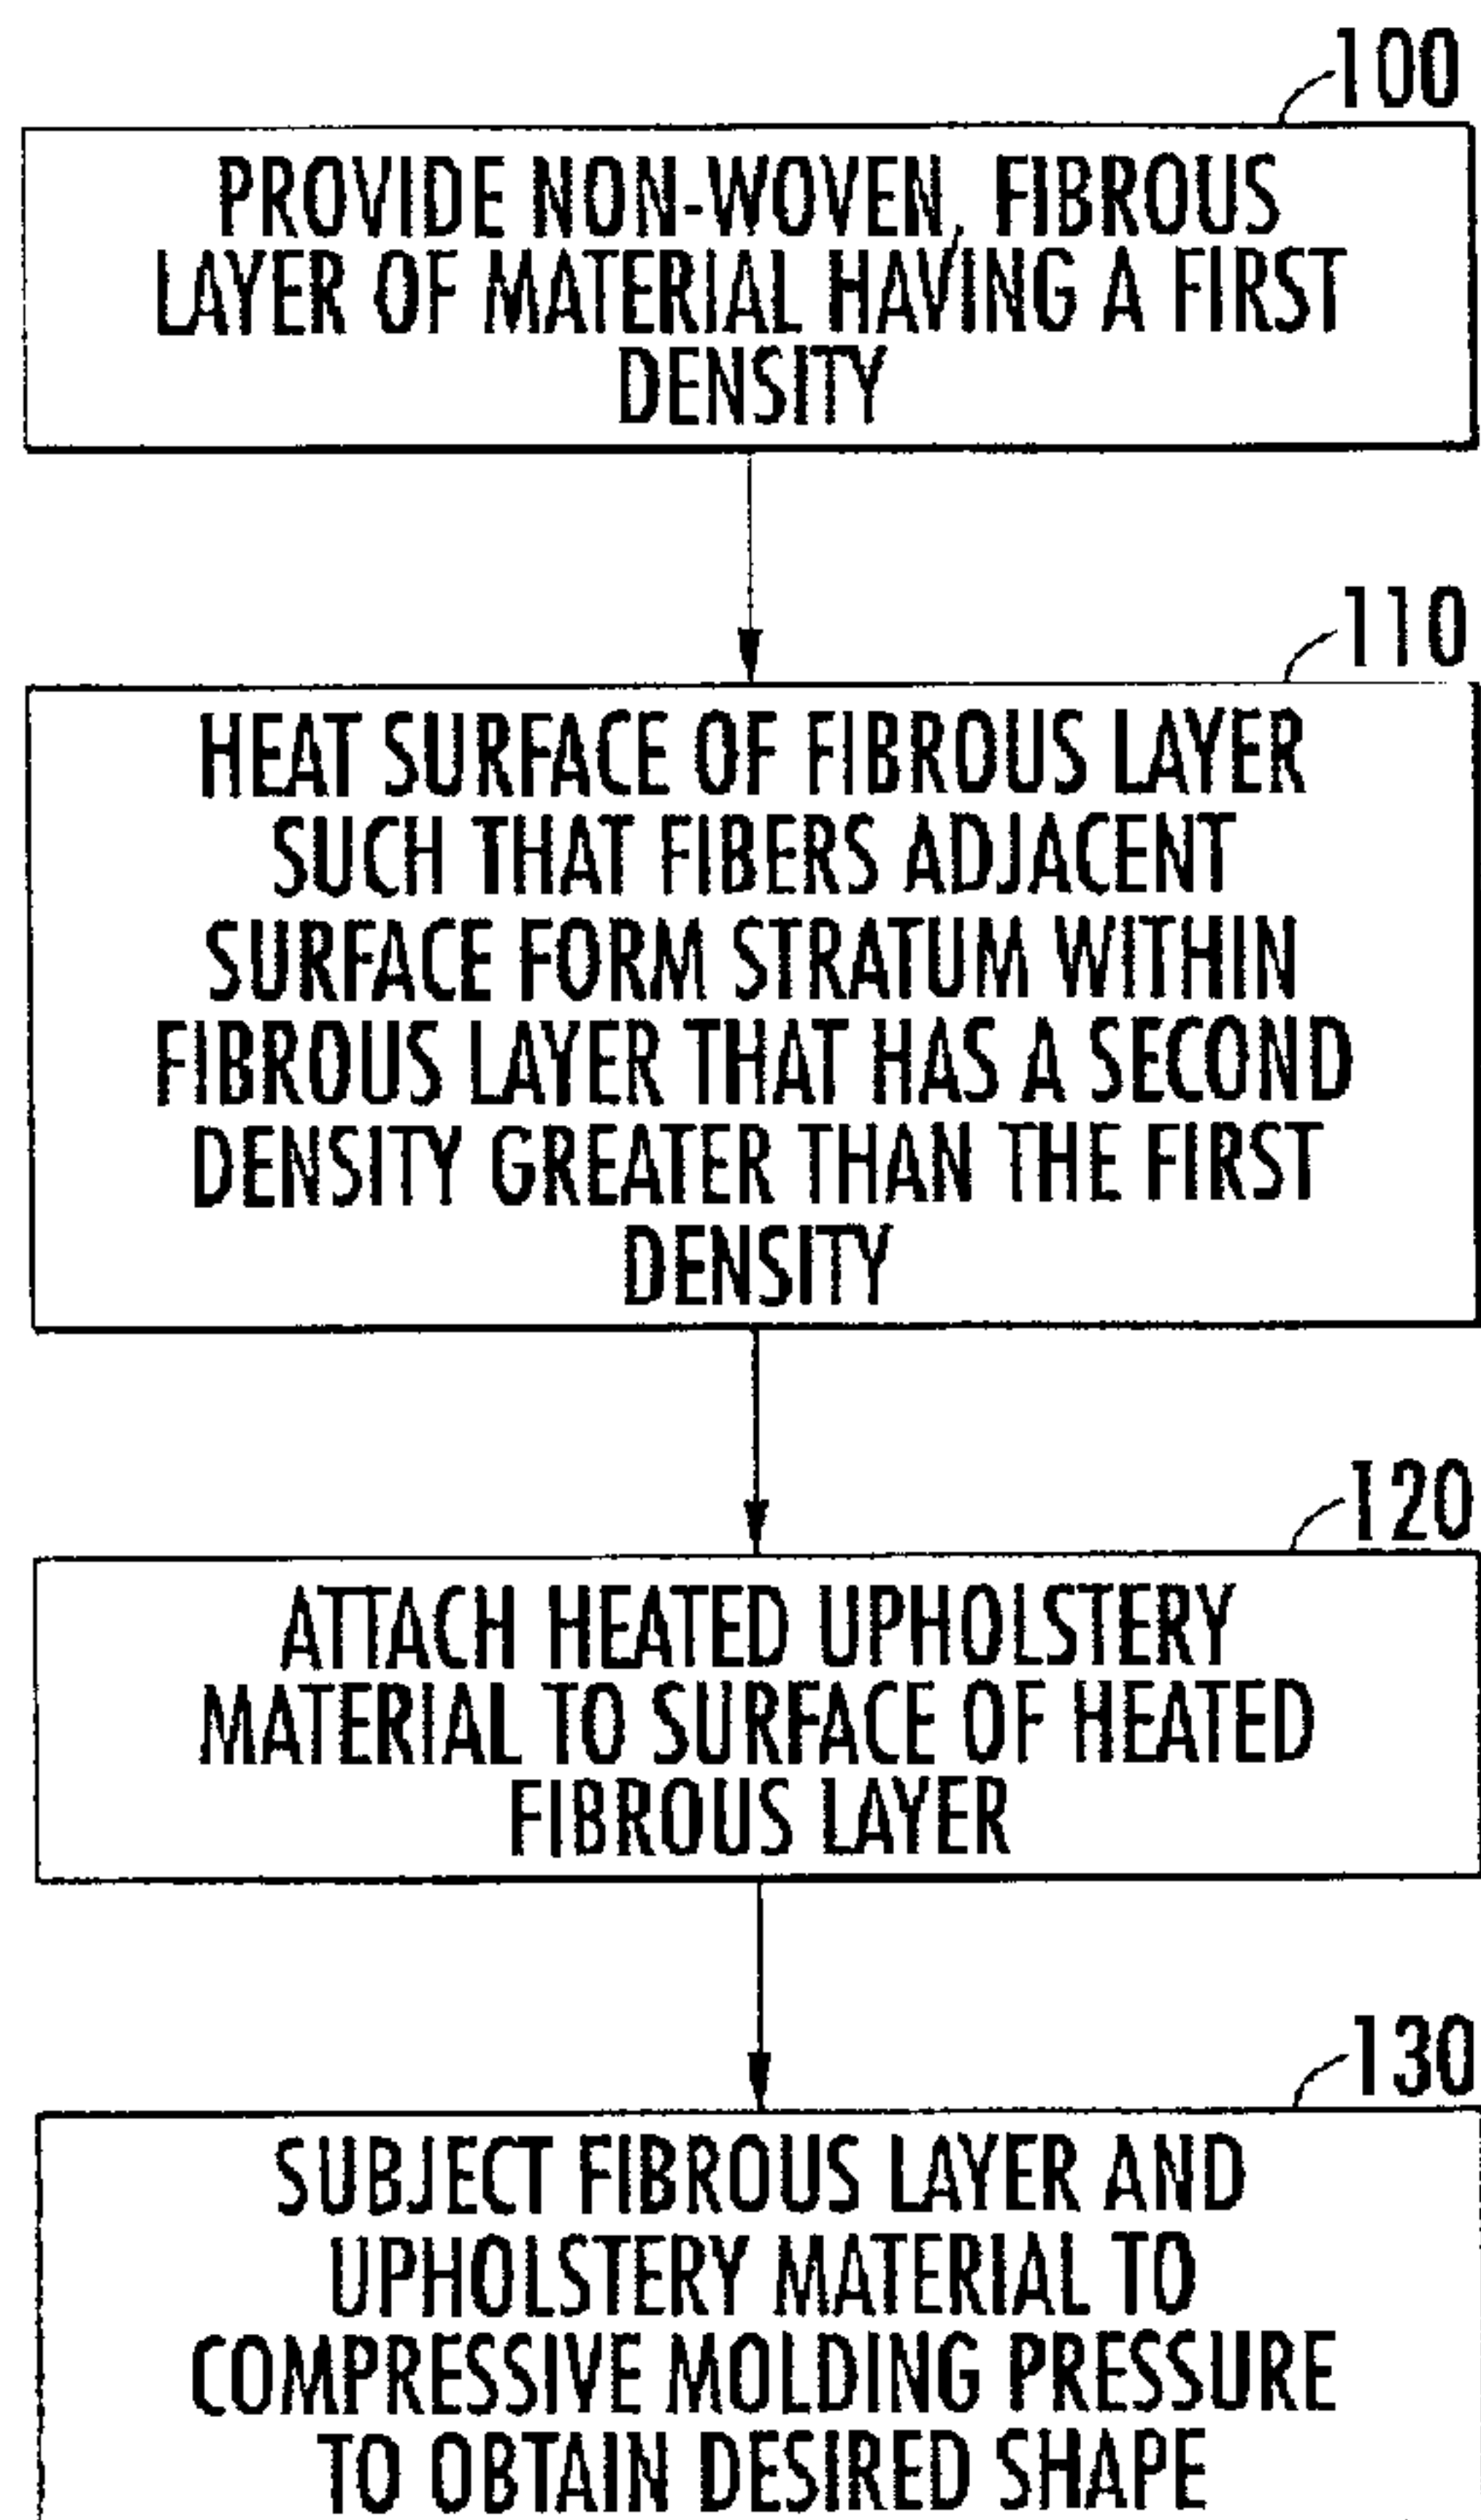 100
PROVIDE NON-WOVEN, FIBROUS
LAYER OF MATERIAL HAVING A FIRST
DENSITY
110
HEAT SURFACE OF FIBROUS LAYER
SUCH THAT FIBERS ADJACENT
SURFACE FORM STRATUM WITHIN
FIBROUS LAYER THAT HAS A SECOND
DENSITY GREATER THAN THE FIRST
DENSITY
120
ATTACH HEATED UPHOLSTERY
MATERIAL TO SURFACE OF HEATED
FIBROUS LAYER
130
SUBJECT FIBROUS LAYER AND
UPHOLSTERY MATERIAL TO
COMPRESSIVE MOLDING PRESSURE
TO OBTAIN DESIRED SHAPE